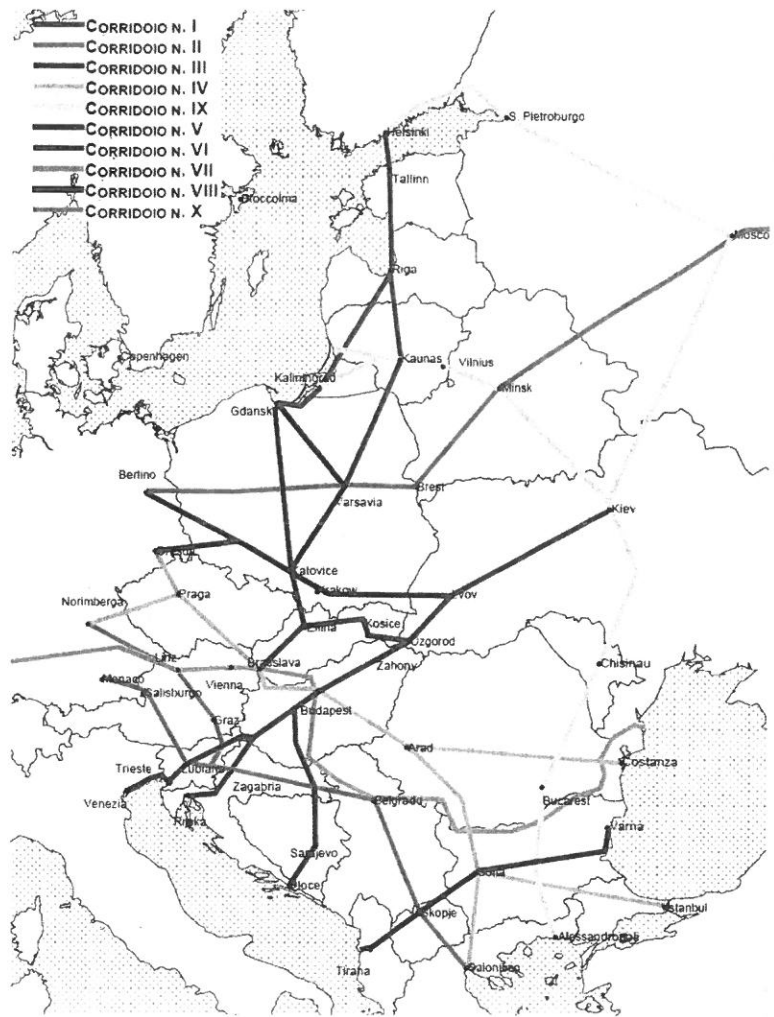 CORRIDOIO N. I
CORRIDOIO N. II
CORRIDOIO N. III
CORRIDOIO N. IV
CORRIDOIO N. IX
CORRIDOIO N. V
CORRIDOIO N. VI
CORRIDOIO N. VII
CORRIDOIO N. VIII
CORRIDOIO N. X
Helsinki
S. Pietroburgo
Tallinn
Stoccolma
Mosca
Riga
Copenhagen
Kaunas
Vilnius
Kaliningrad
Minsk
Gdansk
Berlino
Brest
Varsavia
Kiev
Katovice
Krakow
Lvov
Praga
Norimberga
Zilina
Kosice
Uzgorod
Linz
Bratislava
Zahony
Chisinau
Monaco
Vienna
Salisburgo
Budapest
Graz
Arad
Costanza
Trieste
Lubiana
Zagabria
Venezia
Belgrado
Bucarest
Rijeka
Varna
Sarajevo
Sofia
Ploce
Skopje
Istanbul
Alessandropoli
Tirana
Salonicco